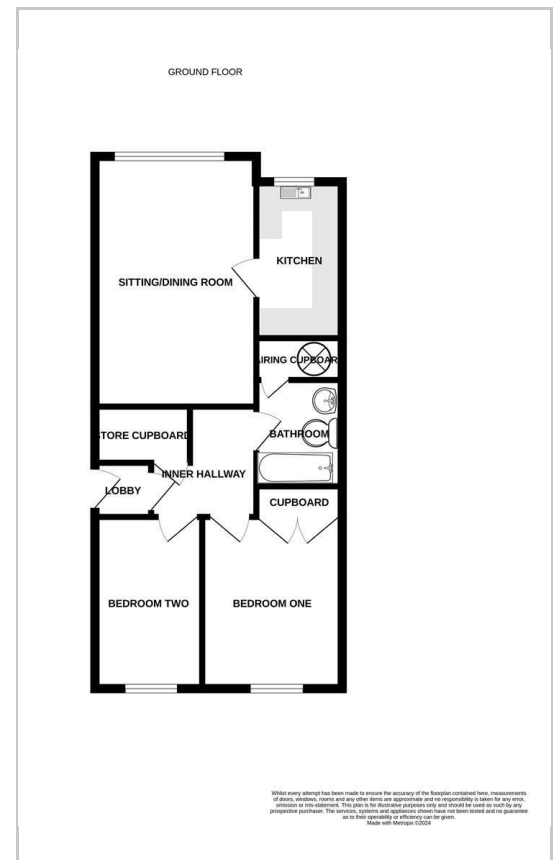 GROUND FLOOR
KITCHEN
SITTING/DINING ROOM
AIRING CUPBOARD
STORE CUPBOARD
BATHROOM
INNER HALLWAY
LOBBY
CUPBOARD
BEDROOM TWO
BEDROOM ONE
Whilst every attempt has been made to ensure the accuracy of the floorplan contained here, measurements
of doors, windows, rooms and any other items are approximate and no responsibility is taken for any error,
omission or mis-statement. This plan is for illustrative purposes only and should be used as such by any
prospective purchaser. The services, systems and appliances shown have not been tested and no guarantee
as to their operability or efficiency can be given.
Made with Metropix ©2024